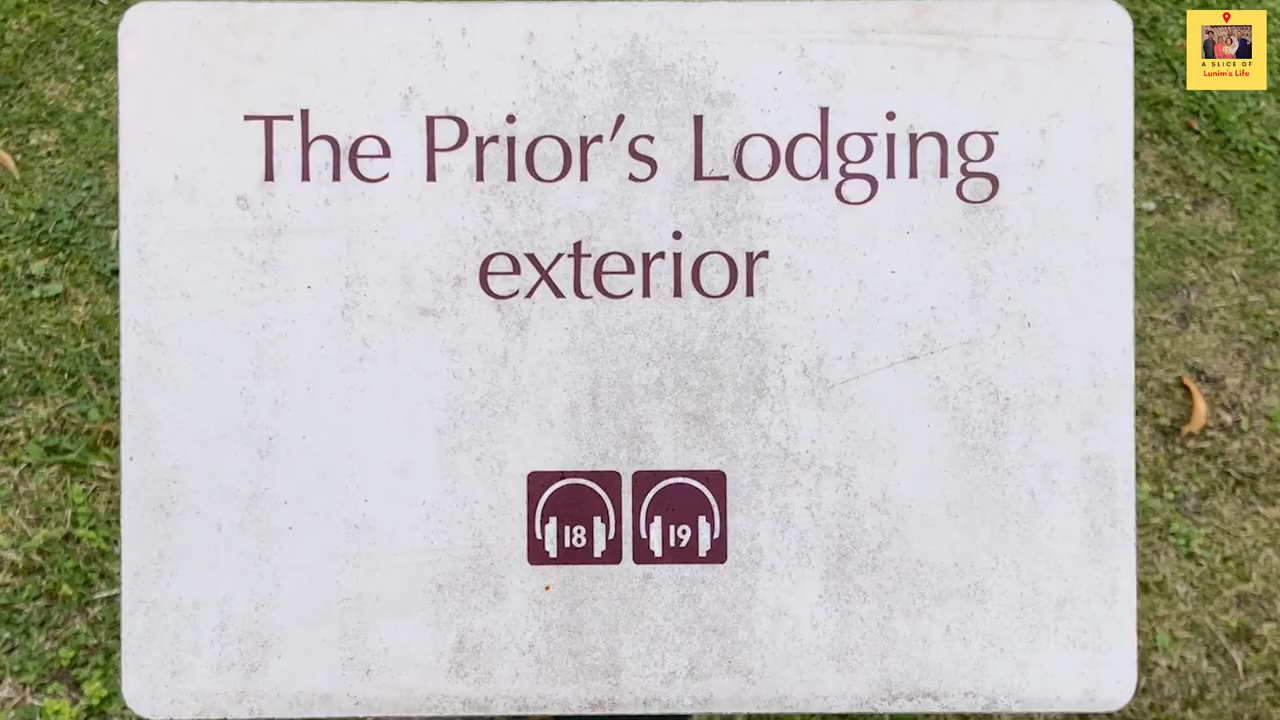 The Prior's Lodging
exterior
18 19
A SLICE OF
Lunim's Life